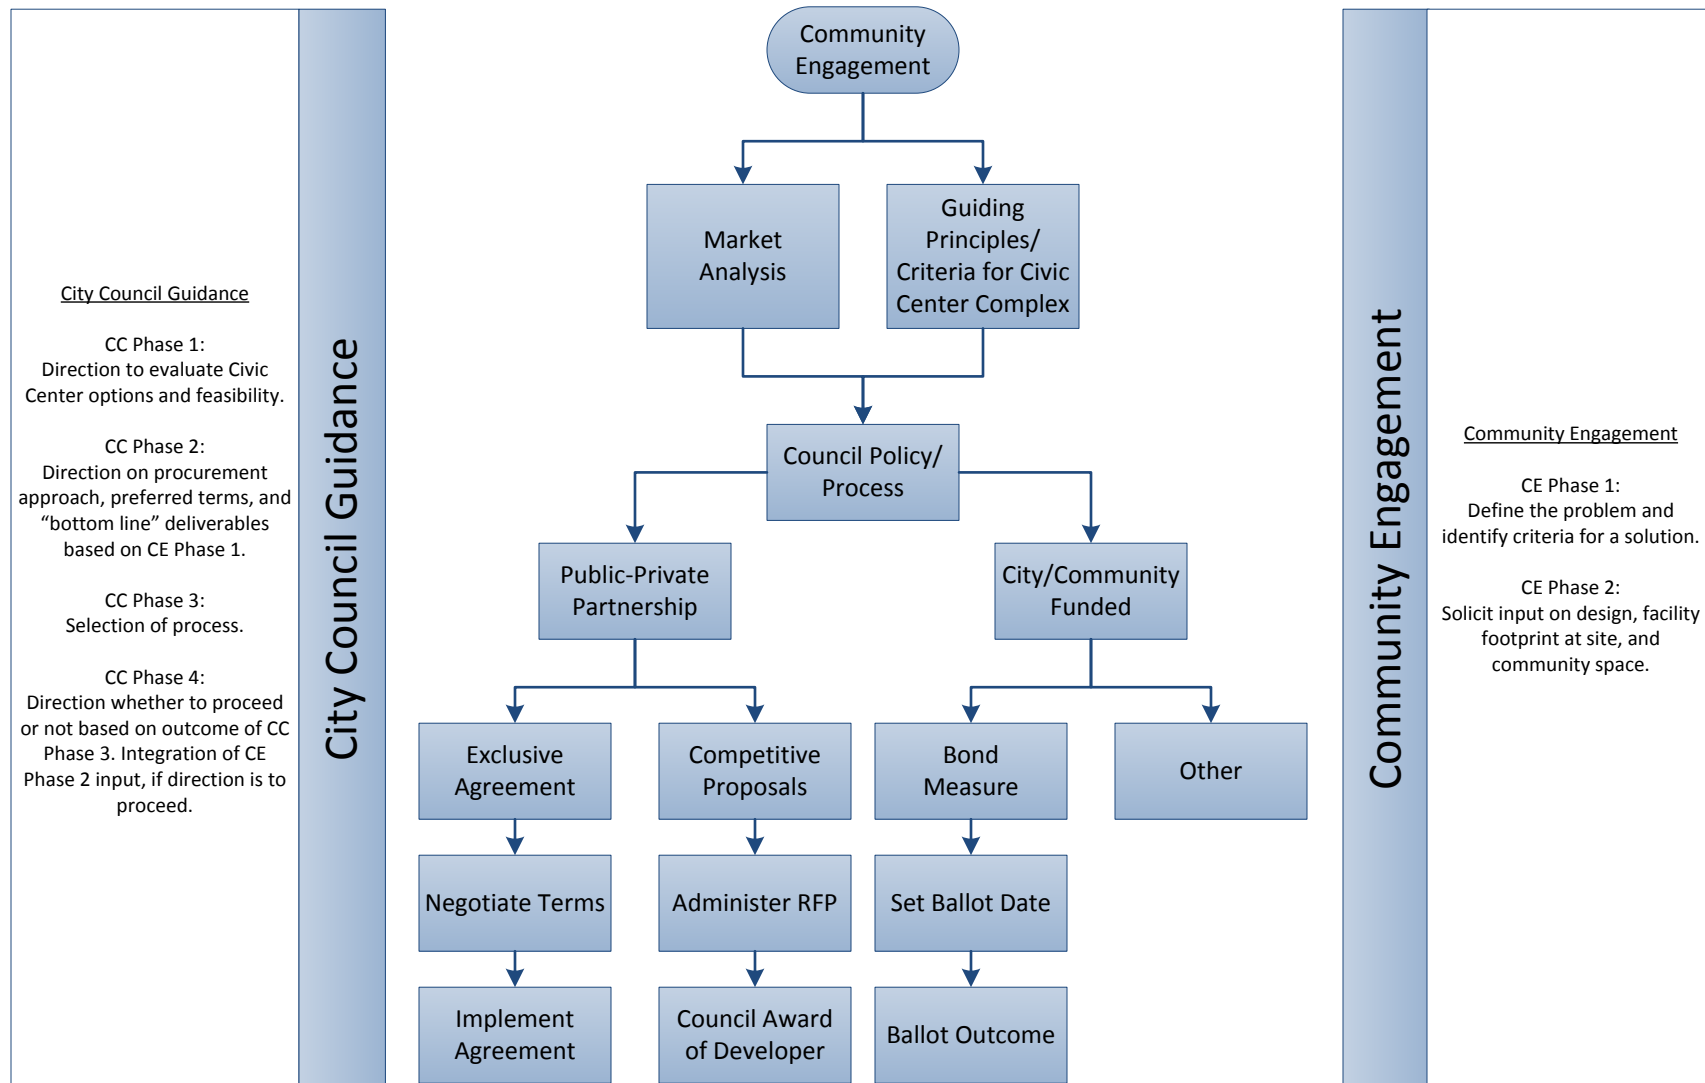 City Council Guidance
CC Phase 1:
Direction to evaluate Civic
Center options and feasibility.
CC Phase 2:
Direction on procurement
approach, preferred terms, and
“bottom line” deliverables
based on CE Phase 1.
CC Phase 3:
Selection of process.
CC Phase 4:
Direction whether to proceed
or not based on outcome of CC
Phase 3. Integration of CE
Phase 2 input, if direction is to
proceed.
City Council Guidance
Community
Engagement
Market
Analysis
Guiding
Principles/
Criteria for Civic
Center Complex
Council Policy/
Process
Public-Private
Partnership
City/Community
Funded
Exclusive
Agreement
Competitive
Proposals
Bond
Measure
Other
Negotiate Terms
Administer RFP
Set Ballot Date
Implement
Agreement
Council Award
of Developer
Ballot Outcome
Community Engagement
Community Engagement
CE Phase 1:
Define the problem and
identify criteria for a solution.
CE Phase 2:
Solicit input on design, facility
footprint at site, and
community space.